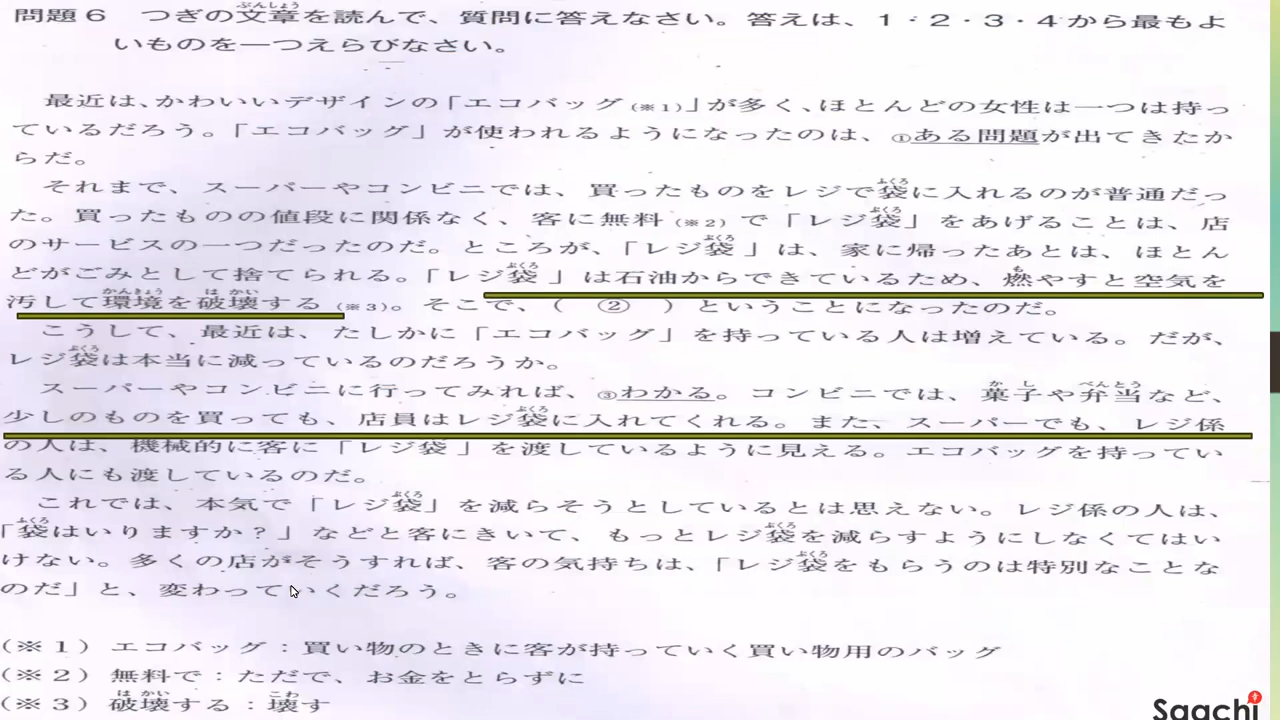 問題6 つぎの文章を読んで、質問に答えなさい。答えは、1・2・3・4から最もよ
いものを一つえらびなさい。
最近は、かわいいデザインの「エコバッグ(※1)」が多く、ほとんどの女性は一つは持っ
ているだろう。「エコバッグ」が使われるようになったのは、①ある問題が出てきたか
らだ。
それまで、スーパーやコンビニでは、買ったものをレジで袋に入れるのが普通だっ
た。買ったものの値段に関係なく、客に無料(※2)で「レジ袋」をあげることは、店
のサービスの一つだったのだ。ところが、「レジ袋」は、家に帰ったあとは、ほとん
どがごみとして捨てられる。「レジ袋」は石油からできているため、燃やすと空気を
汚して環境を破壊する(※3)。そこで、( ② )ということになったのだ。
こうして、最近は、たしかに「エコバッグ」を持っている人は増えている。だが、
レジ袋は本当に減っているのだろうか。
スーパーやコンビニに行ってみれば、③わかる。コンビニでは、菓子や弁当など、
少しのものを買っても、店員はレジ袋に入れてくれる。また、スーパーでも、レジ係
の人は、機械的に客に「レジ袋」を渡しているように見える。エコバッグを持ってい
る人にも渡しているのだ。
これでは、本気で「レジ袋」を減らそうとしているとは思えない。レジ係の人は、
「袋はいりますか?」などと客にきいて、もっとレジ袋を減らすようにしなくてはい
けない。多くの店がそうすれば、客の気持ちは、「レジ袋をもらうのは特別なことな
のだ」と、変わっていくだろう。
(※1) エコバッグ:買い物のときに客が持っていく買い物用のバッグ
(※2) 無料で:ただで、お金をとらずに
(※3) 破壊する:壊す
Saachi